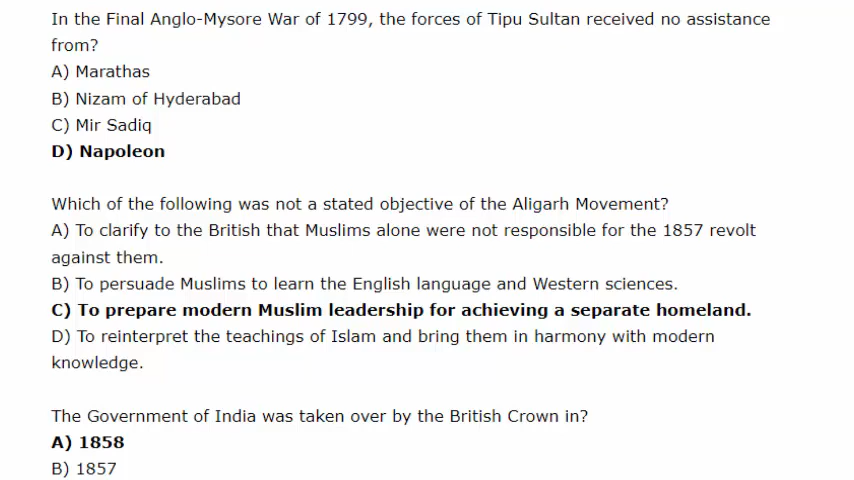 In the Final Anglo-Mysore War of 1799, the forces of Tipu Sultan received no assistance
from?
A) Marathas
B) Nizam of Hyderabad
C) Mir Sadiq
D) Napoleon
Which of the following was not a stated objective of the Aligarh Movement?
A) To clarify to the British that Muslims alone were not responsible for the 1857 revolt
against them.
B) To persuade Muslims to learn the English language and Western sciences.
C) To prepare modern Muslim leadership for achieving a separate homeland.
D) To reinterpret the teachings of Islam and bring them in harmony with modern
knowledge.
The Government of India was taken over by the British Crown in?
A) 1858
B) 1857